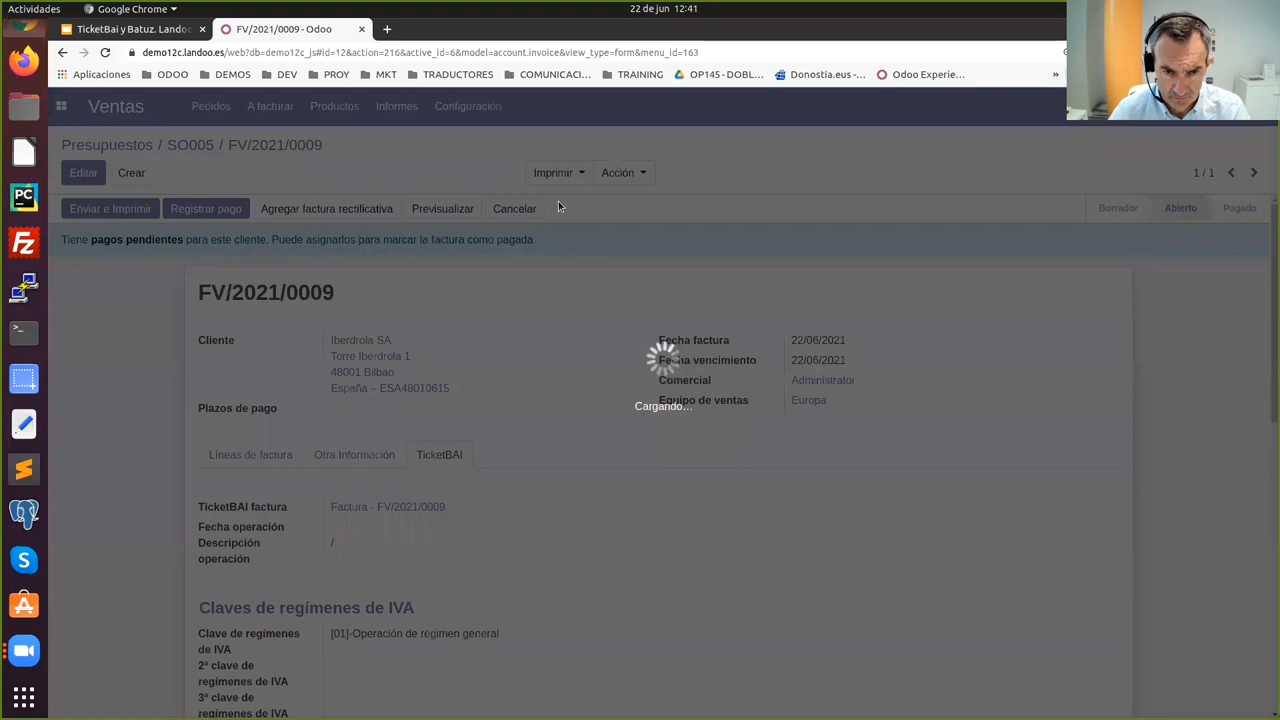 Actividades
Google Chrome
22 de jun 12:41
TicketBai y Batuz. Landoo
FV/2021/0009 - Odoo
demo12c.landoo.es/web?db=demo12c_js#id=12&action=216&active_id=6&model=account.invoice&view_type=form&menu_id=163
Aplicaciones
ODOO
DEMOS
DEV
PROY
MKT
TRADUCTORES
COMUNICACI...
TRAINING
OP145 - DOBL...
Donostia.eus -...
Odoo Experie...
»
Ventas
Pedidos
A facturar
Productos
Informes
Configuración
Presupuestos / SO005 / FV/2021/0009
Editar
Crear
Imprimir
Acción
1 / 1
Enviar e Imprimir
Registrar pago
Agregar factura rectificativa
Previsualizar
Cancelar
Borrador
Abierto
Pagado
Tiene pagos pendientes para este cliente. Puede asignarlos para marcar la factura como pagada.
FV/2021/0009
Cliente
Iberdrola SA
Torre Iberdrola 1
48001 Bilbao
España – ESA48010615
Plazos de pago
Fecha factura
22/06/2021
Fecha vencimiento
22/06/2021
Comercial
Administrator
Equipo de ventas
Europa
Cargando...
Líneas de factura
Otra Información
TicketBAI
TicketBAI factura
Factura - FV/2021/0009
Fecha operación
Descripción
operación
/
Claves de regímenes de IVA
Clave de regímenes
de IVA
[01]-Operación de régimen general
2ª clave de
regímenes de IVA
3ª clave de
regímenes de IVA